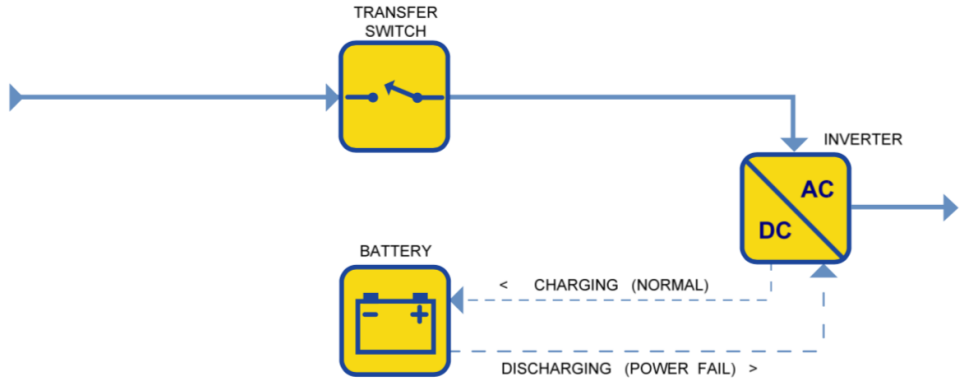 TRANSFER
SWITCH
INVERTER
AC
DC
BATTERY
< CHARGING (NORMAL)
- +
DISCHARGING (POWER FAIL) >